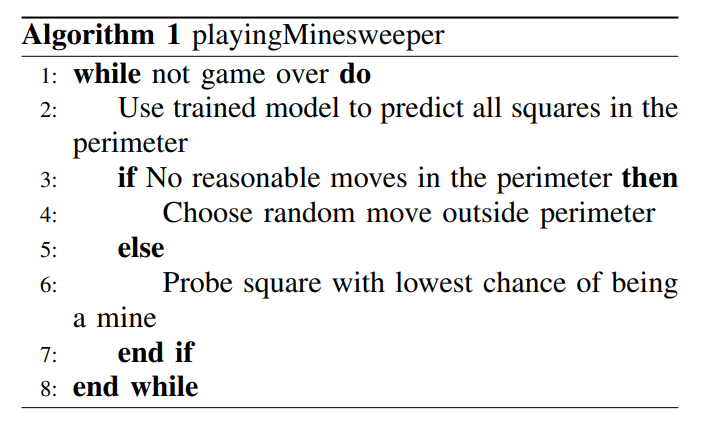 Algorithm 1 playingMinesweeper
1: while not game over do
2: Use trained model to predict all squares in the
perimeter
3: if No reasonable moves in the perimeter then
4: Choose random move outside perimeter
5: else
6: Probe square with lowest chance of being
a mine
7: end if
8: end while